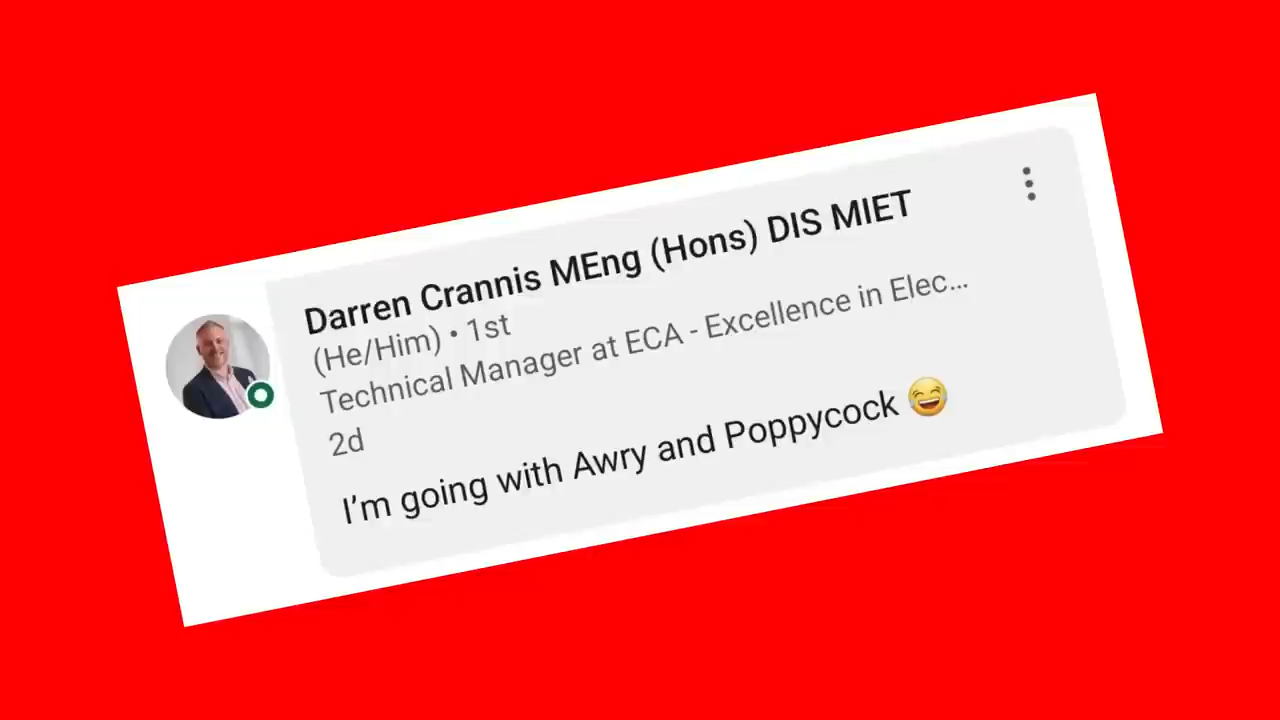 Darren Crannis MEng (Hons) DIS MIET
(He/Him) • 1st
Technical Manager at ECA - Excellence in Elec...
2d
I'm going with Awry and Poppycock 😂